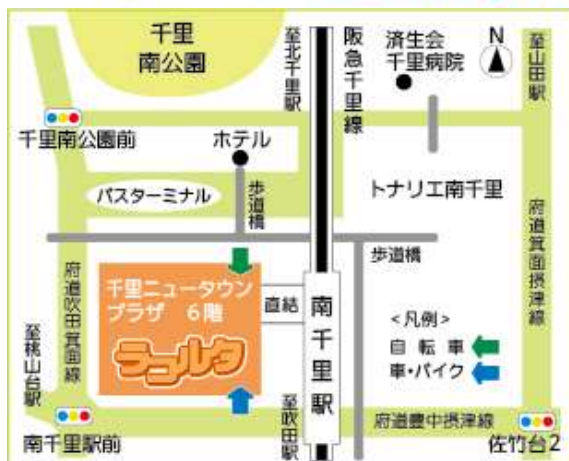 千里
南公園
至北千里駅
阪急千里線
済生会
千里病院
N
至山田駅
千里南公園前
ホテル
バスターミナル
歩道橋
トナリエ南千里
府道箕面摂津線
歩道橋
府道吹田箕面線
千里ニュータウン
プラザ 6階
ラコルタ
直結
南千里駅
<凡例>
自転車
車・バイク
至桃山台駅
至吹田駅
府道豊中摂津線
南千里駅前
佐竹台2